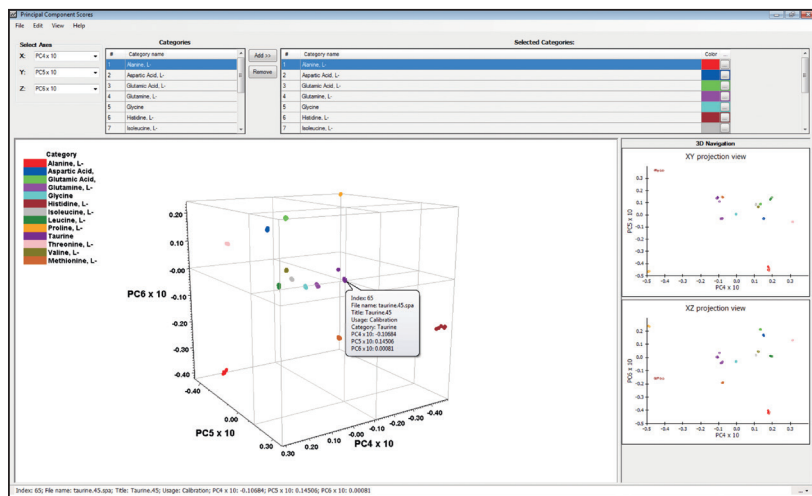 Principal Component Scores
File Edit View Help
Select Axes
X: PC4 x 10
Y: PC5 x 10
Z: PC6 x 10
Categories
# Category name
1 Alanine, L-
2 Aspartic Acid, L-
3 Glutamic Acid, L-
4 Glutamine, L-
5 Glycine
6 Histidine, L-
7 Isoleucine, L-
Add >>
Remove
Selected Categories:
# Category name Color ...
1 Alanine, L- ...
2 Aspartic Acid, L- ...
3 Glutamic Acid, L- ...
4 Glutamine, L- ...
5 Glycine ...
6 Histidine, L- ...
7 Isoleucine, L- ...
Category
Alanine, L-
Aspartic Acid,
Glutamic Acid,
Glutamine, L-
Glycine
Histidine, L-
Isoleucine, L-
Leucine, L-
Proline, L-
Taurine
Threonine, L-
Valine, L-
Methionine, L-
PC6 x 10
0.20
0.10
-0.00
-0.10
-0.20
-0.30
-0.40
PC5 x 10
-0.40
0.00
0.30
PC4 x 10
0.30 0.20 0.10 -0.00 -0.10 -0.20 -0.30 -0.40
Index: 65
File name: taurine.45.spa
Title: Taurine.45
Usage: Calibration
Category: Taurine
PC4 x 10: -0.10684
PC5 x 10: 0.14506
PC6 x 10: 0.00081
3D Navigation
XY projection view
PC5 x 10
0.3
0.2
0.1
0.0
-0.1
-0.2
-0.3
-0.4
-0.5
-0.5 -0.4 -0.3 -0.2 -0.1 0.0 0.1 0.2 0.3
PC4 x 10
XZ projection view
PC6 x 10
0.2
0.1
0.0
-0.1
-0.2
-0.3
-0.4
-0.5 -0.4 -0.3 -0.2 -0.1 0.0 0.1 0.2 0.3
PC4 x 10
Index: 65; File name: taurine.45.spa; Title: Taurine.45; Usage: Calibration; PC4 x 10: -0.10684; PC5 x 10: 0.14506; PC6 x 10: 0.00081